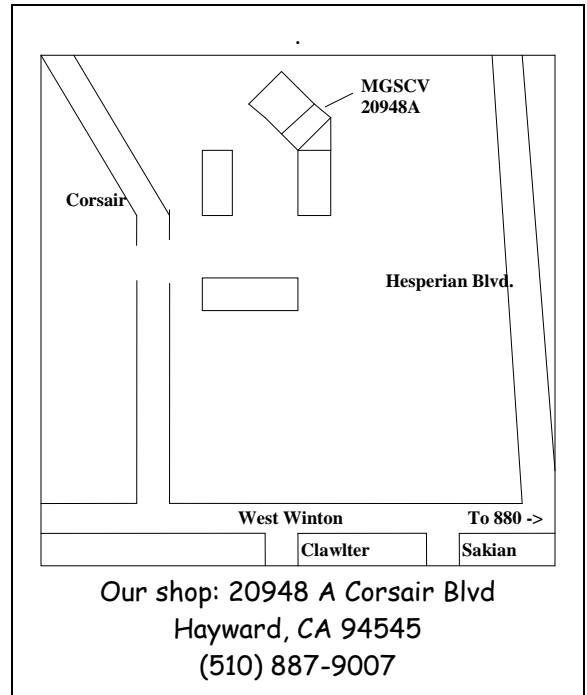 MGSCV
20948A
Corsair
Hesperian Blvd.
West Winton
To 880 ->
Clawlter
Sakian
Our shop: 20948 A Corsair Blvd
Hayward, CA 94545
(510) 887-9007